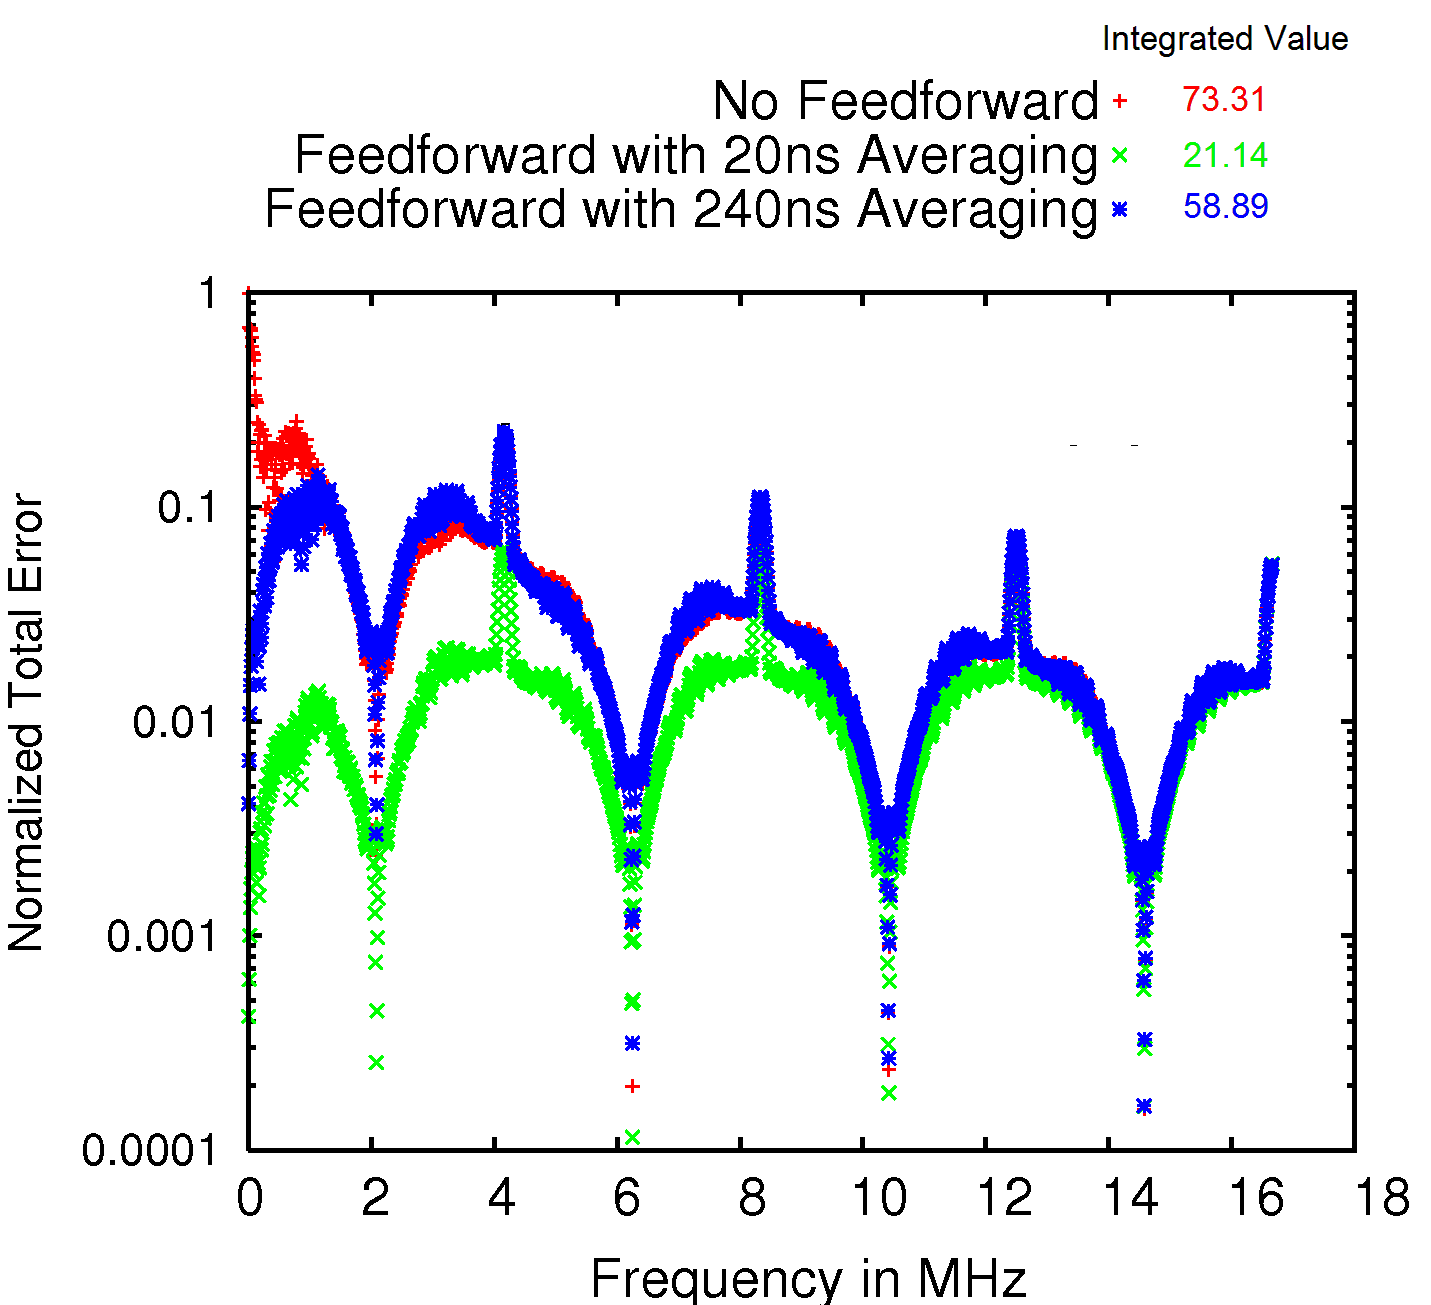 Integrated Value
No Feedforward 73.31
Feedforward with 20ns Averaging 21.14
Feedforward with 240ns Averaging 58.89
1
0.1
0.01
0.001
0.0001
Normalized Total Error
0 2 4 6 8 10 12 14 16 18
Frequency in MHz